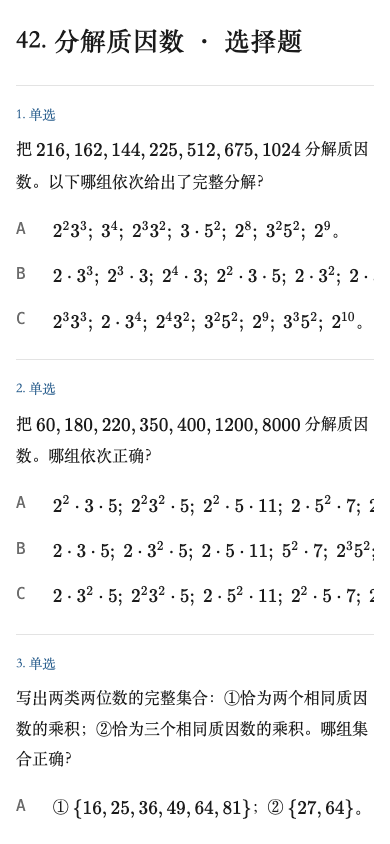 42. 分解质因数 · 选择题
1. 单选
把 216, 162, 144, 225, 512, 675, 1024 分解质因
数。以下哪组依次给出了完整分解?
A 2²3³; 3⁴; 2³3²; 3 · 5²; 2⁸; 3²5²; 2⁹。
B 2 · 3³; 2³ · 3; 2⁴ · 3; 2² · 3 · 5; 2 · 3²; 2 ·
C 2³3³; 2 · 3⁴; 2⁴3²; 3²5²; 2⁹; 3³5²; 2¹⁰。
2. 单选
把 60, 180, 220, 350, 400, 1200, 8000 分解质因
数。哪组依次正确?
A 2² · 3 · 5; 2²3² · 5; 2² · 5 · 11; 2 · 5² · 7; 2
B 2 · 3 · 5; 2 · 3² · 5; 2 · 5 · 11; 5² · 7; 2³5²;
C 2 · 3² · 5; 2²3² · 5; 2 · 5² · 11; 2² · 5 · 7; 2
3. 单选
写出两类两位数的完整集合：①恰为两个相同质因
数的乘积；②恰为三个相同质因数的乘积。哪组集
合正确?
A ① {16, 25, 36, 49, 64, 81}；② {27, 64}。